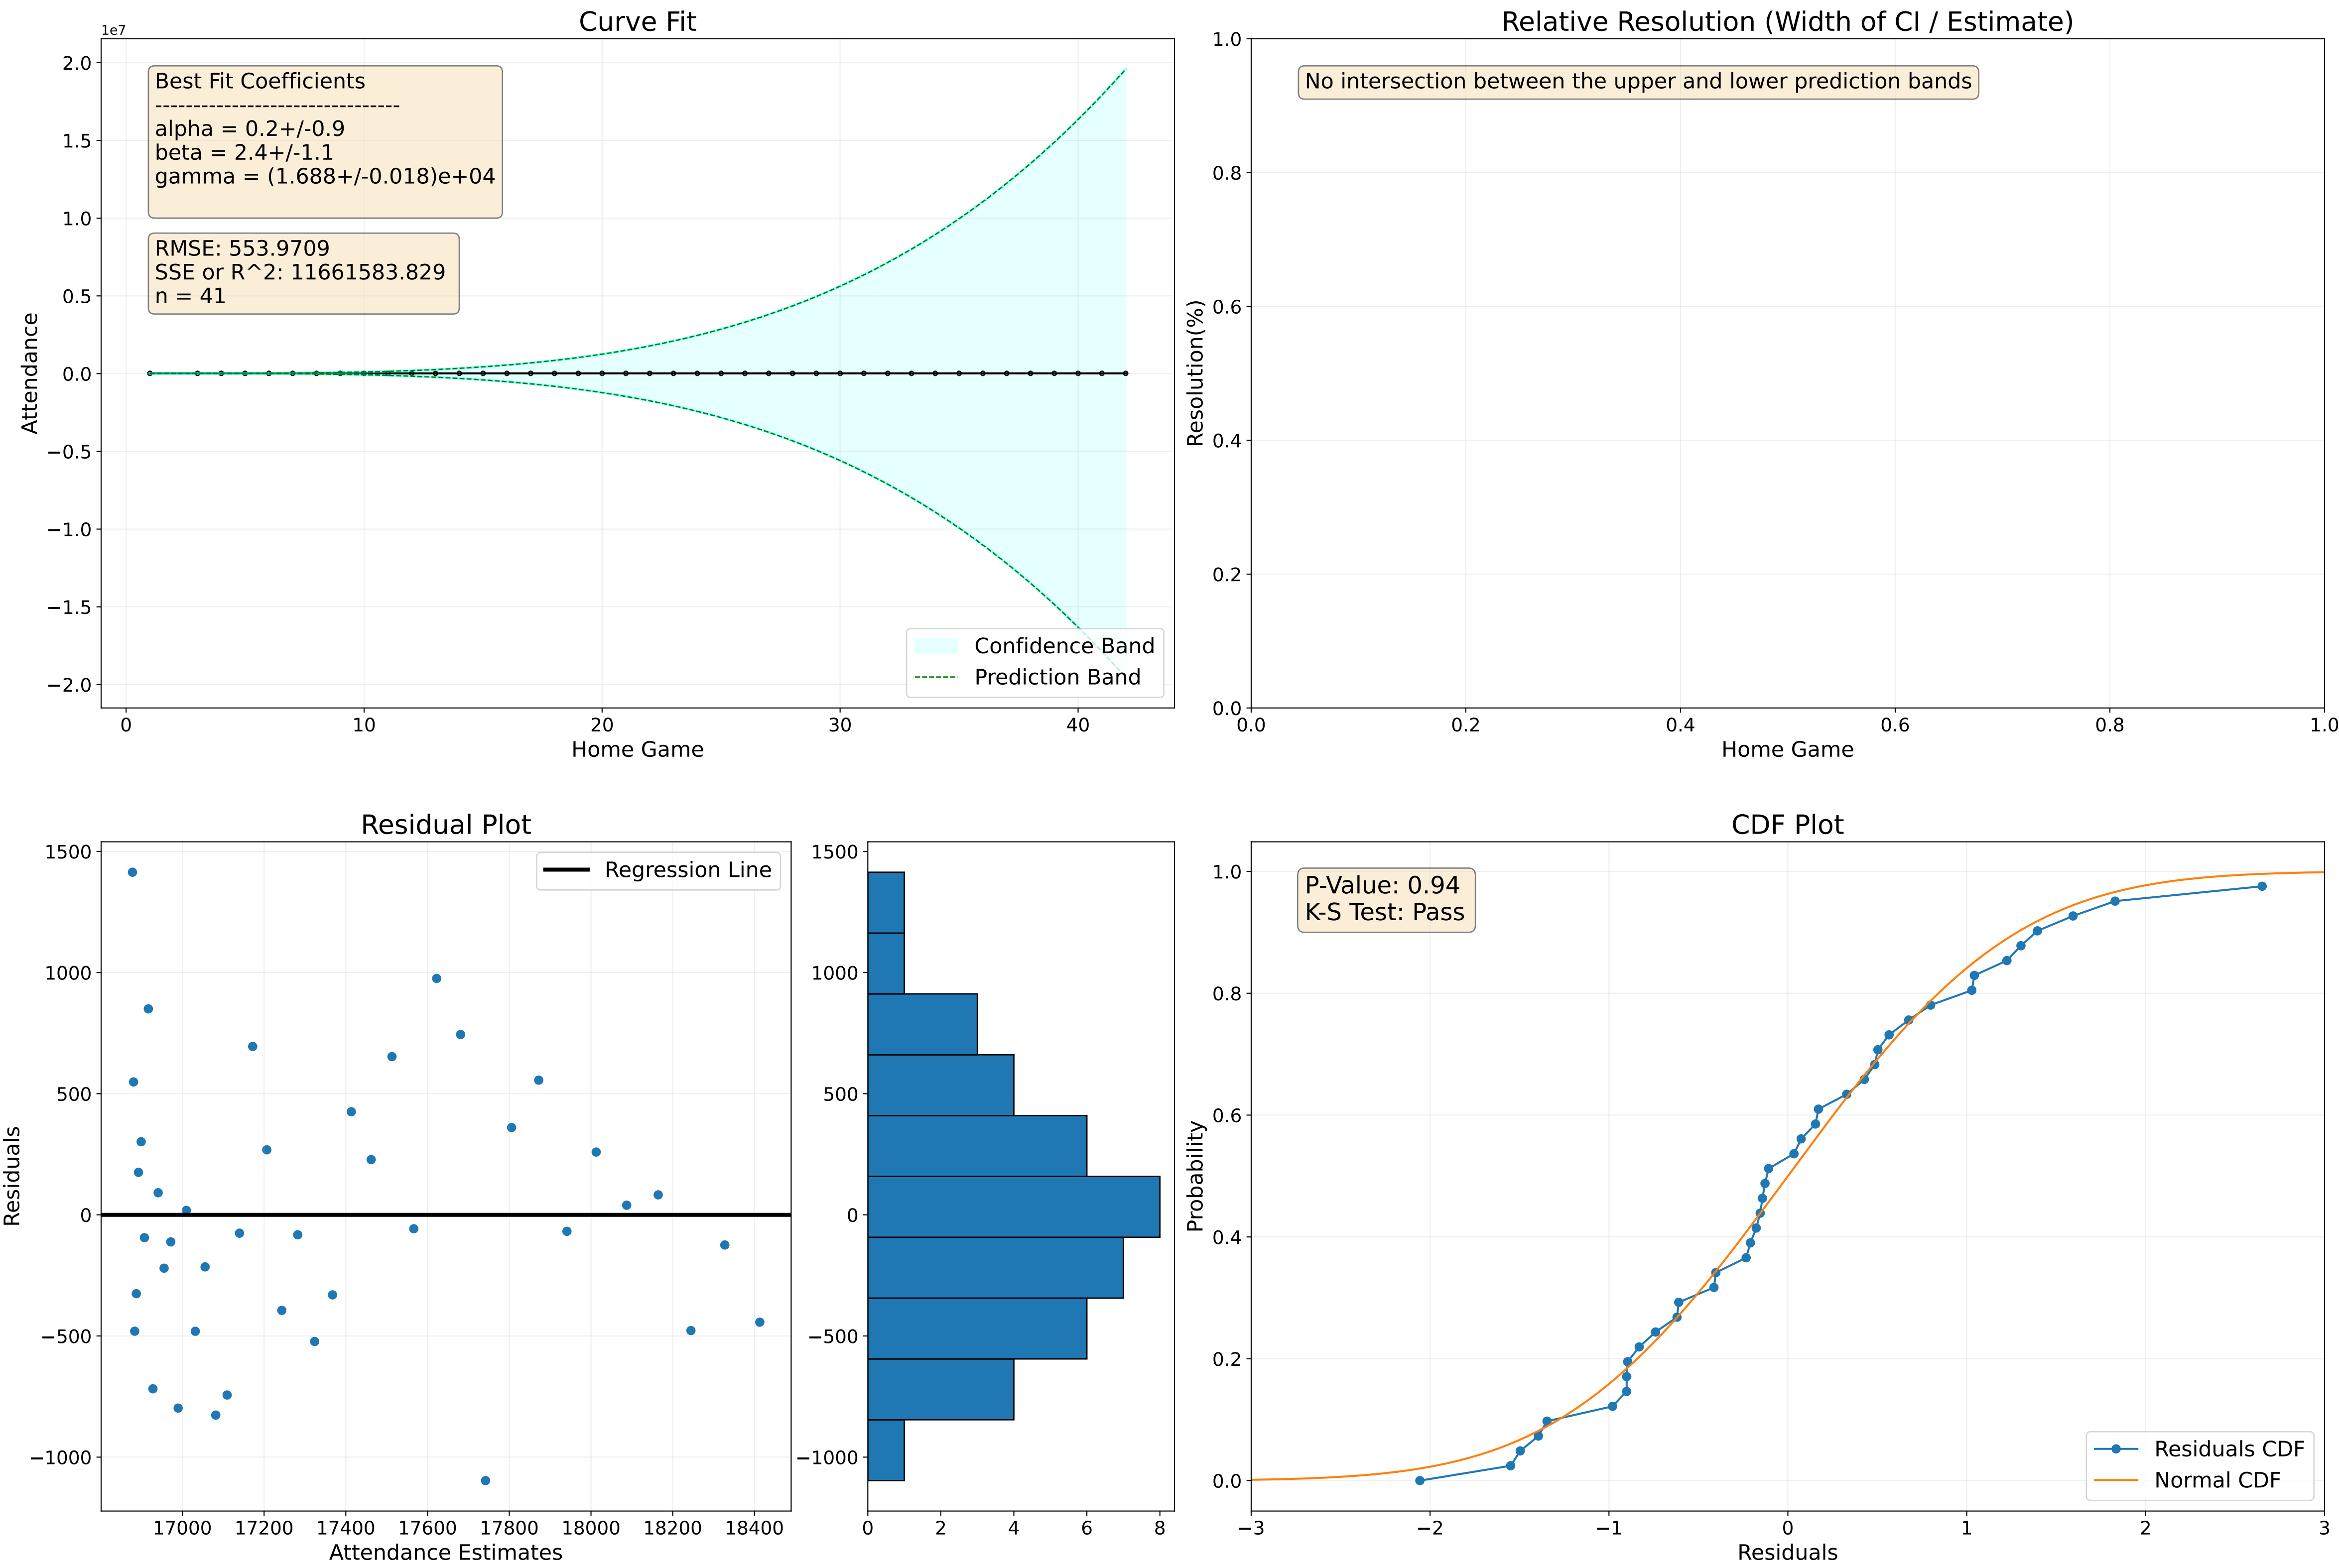 Curve Fit
1e7
2.0
1.5
1.0
0.5
0.0
−0.5
−1.0
−1.5
−2.0
Attendance
Best Fit Coefficients
--------------------------------
alpha = 0.2+/-0.9
beta = 2.4+/-1.1
gamma = (1.688+/-0.018)e+04
RMSE: 553.9709
SSE or R^2: 11661583.829
n = 41
Confidence Band
Prediction Band
0 10 20 30 40
Home Game
Relative Resolution (Width of CI / Estimate)
No intersection between the upper and lower prediction bands
1.0
0.8
0.6
0.4
0.2
0.0
Resolution(%)
0.0 0.2 0.4 0.6 0.8 1.0
Home Game
Residual Plot
Regression Line
1500
1000
500
0
−500
−1000
Residuals
17000 17200 17400 17600 17800 18000 18200 18400
Attendance Estimates
1500
1000
500
0
−500
−1000
0 2 4 6 8
CDF Plot
P-Value: 0.94
K-S Test: Pass
1.0
0.8
0.6
0.4
0.2
0.0
Probability
Residuals CDF
Normal CDF
−3 −2 −1 0 1 2 3
Residuals